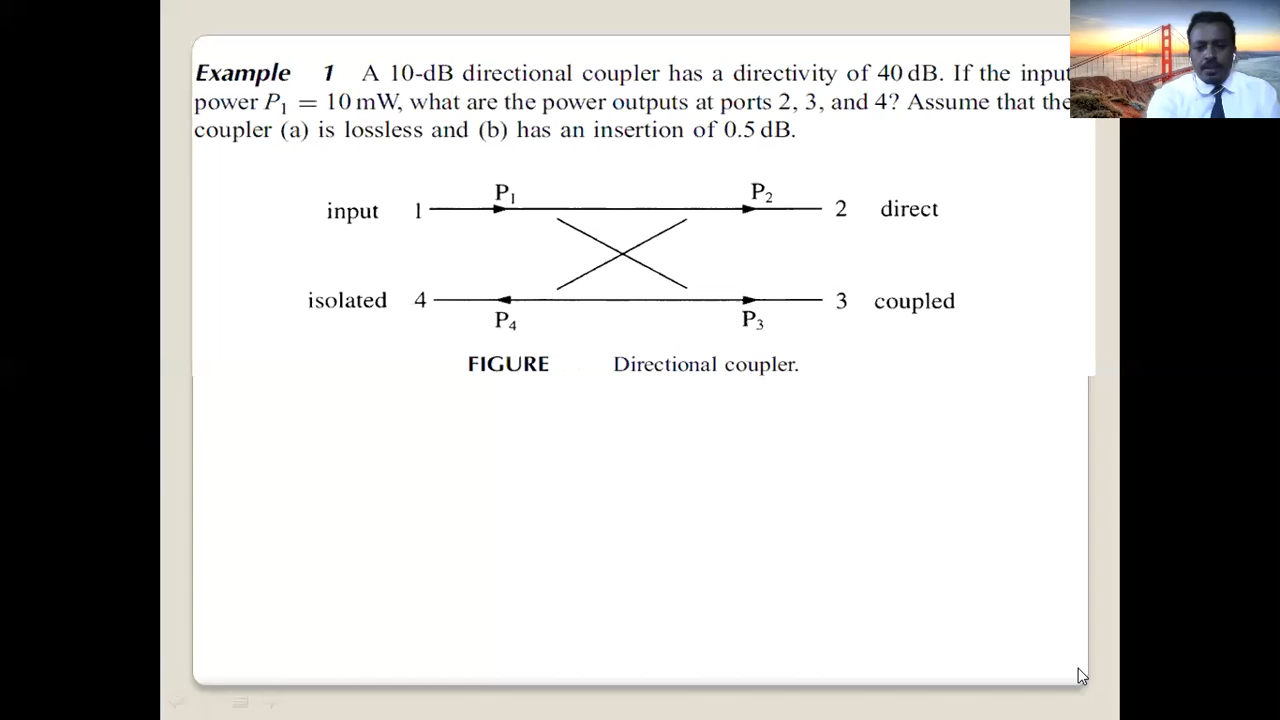 Example 1 A 10-dB directional coupler has a directivity of 40 dB. If the input
power P₁ = 10 mW, what are the power outputs at ports 2, 3, and 4? Assume that the
coupler (a) is lossless and (b) has an insertion of 0.5 dB.
P₁ P₂
input 1 2 direct
isolated 4 3 coupled
P₄ P₃
FIGURE Directional coupler.